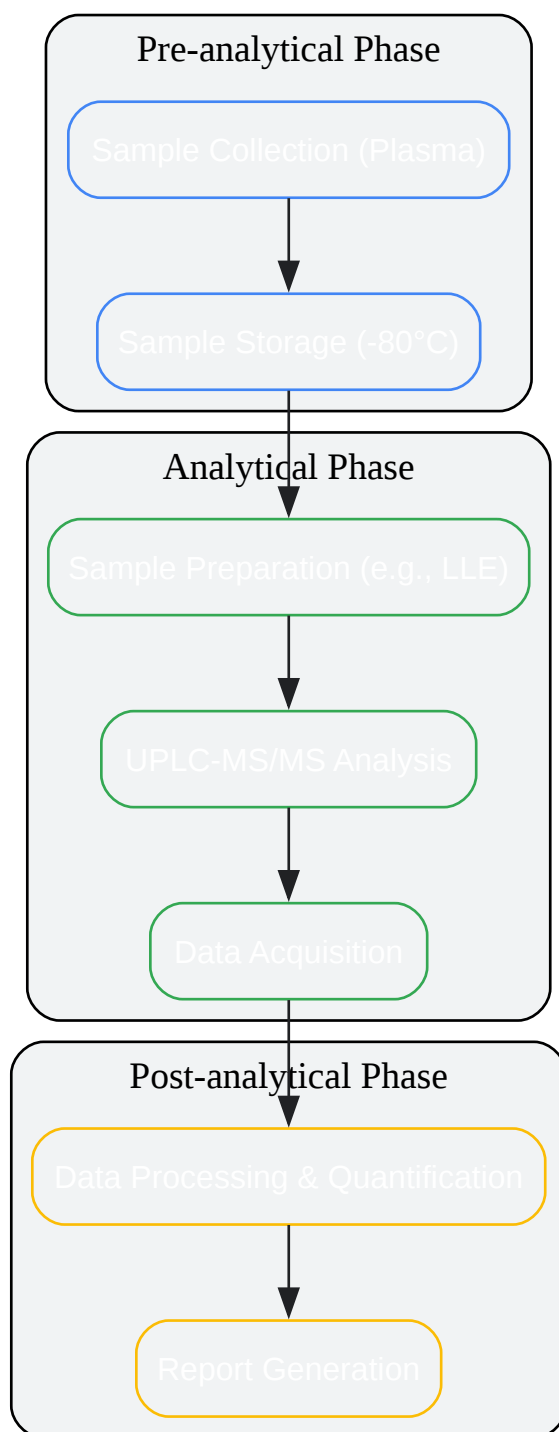 Pre-analytical Phase
Sample Collection (Plasma)
Sample Storage (-80°C)
Analytical Phase
Sample Preparation (e.g., LLE)
UPLC-MS/MS Analysis
Data Acquisition
Post-analytical Phase
Data Processing & Quantification
Report Generation